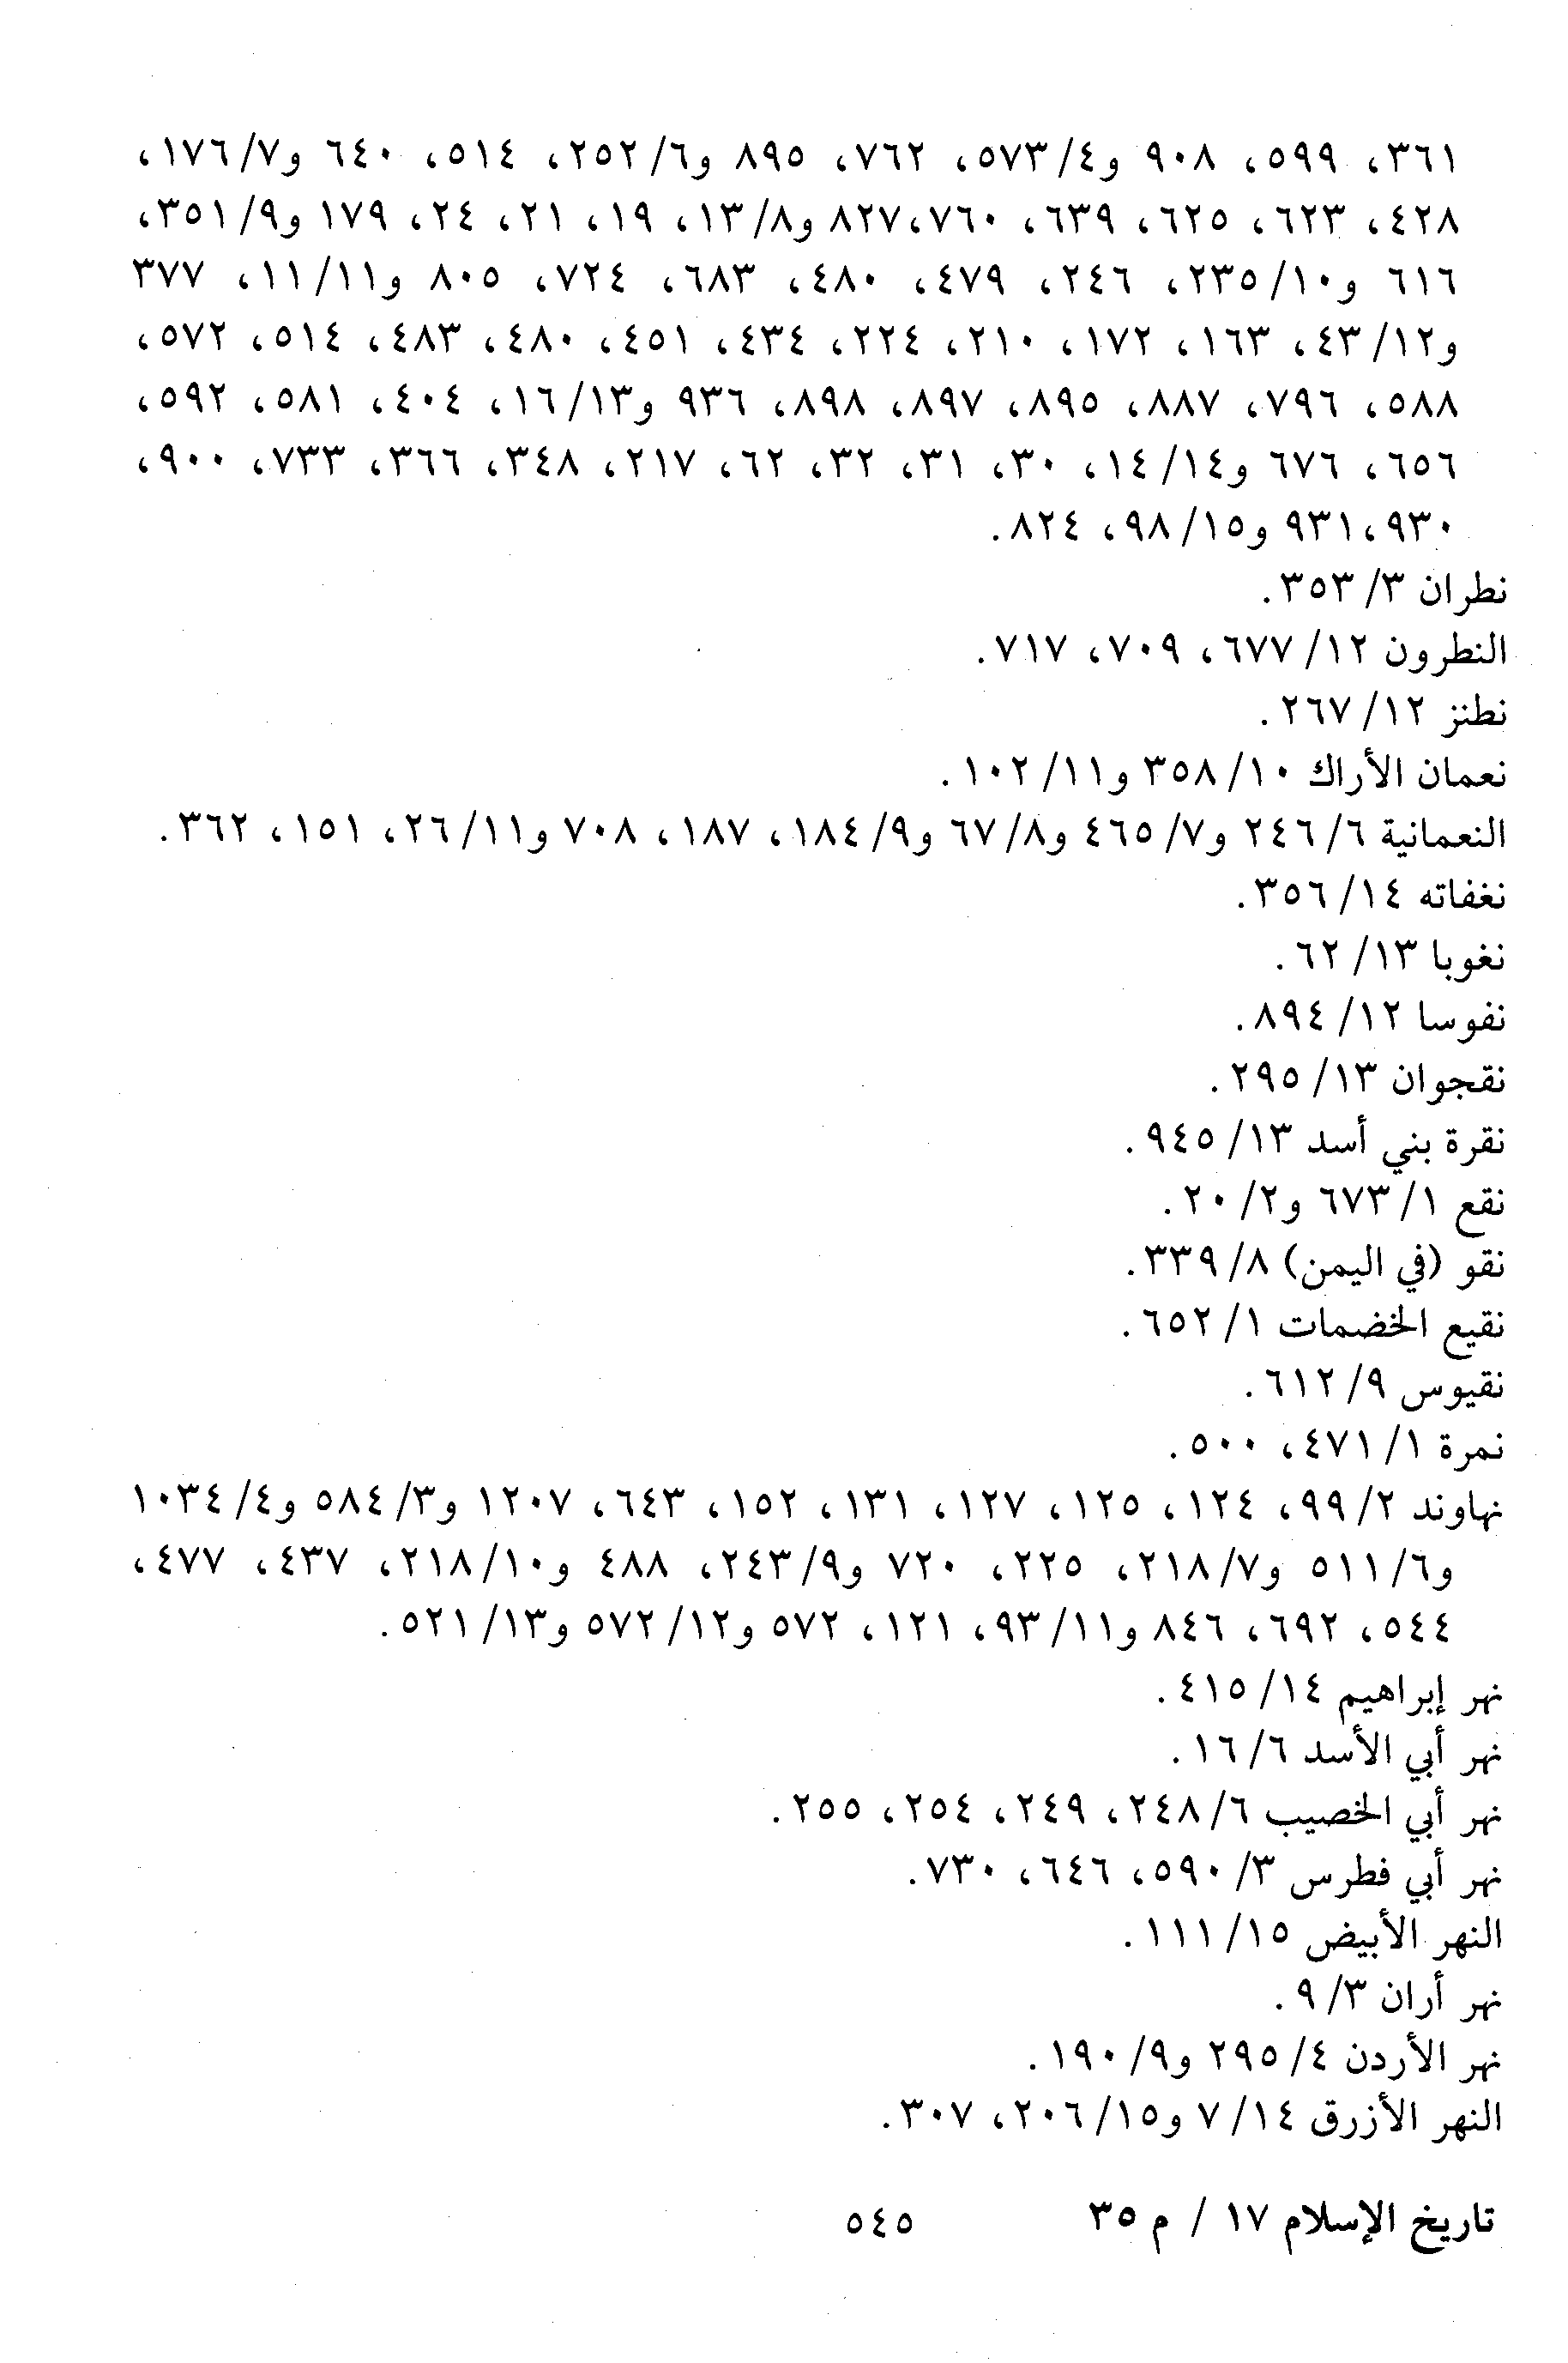 ٣٦١، ٥٩٩، ٩٠٨ و٤/ ٥٧٣، ٧٦٢، ٨٩٥ و٦/ ٢٥٢، ٥١٤، ٦٤٠ و٧/ ١٧٦،
٤٢٨، ٦٢٣، ٦٢٥، ٦٣٩، ٧٦٠،٨٢٧ و٨/ ١٣، ١٩، ٢١، ٢٤، ١٧٩ و٩/ ٣٥١،
٦١٦ و١٠/ ٢٣٥، ٢٤٦، ٤٧٩، ٤٨٠، ٦٨٣، ٧٢٤، ٨٠٥ و١١/ ١١، ٣٧٧
و١٢/ ٤٣، ١٦٣، ١٧٢، ٢١٠، ٢٢٤، ٤٣٤، ٤٥١، ٤٨٠، ٤٨٣، ٥١٤، ٥٧٢،
٥٨٨، ٧٩٦، ٨٨٧، ٨٩٥، ٨٩٧، ٨٩٨، ٩٣٦ و١٣/ ١٦، ٤٠٤، ٥٨١، ٥٩٢،
٦٥٦، ٦٧٦ و١٤/ ١٤، ٣٠، ٣١، ٣٢، ٦٢، ٢١٧، ٣٤٨، ٣٦٦، ٧٣٣، ٩٠٠،
٩٣٠،٩٣١ و١٥/ ٩٨، ٨٢٤.
نطران ٣/ ٣٥٣.
النطرون ١٢/ ٦٧٧، ٧٠٩، ٧١٧.
نطنز ١٢/ ٢٦٧.
نعمان الأراك ١٠/ ٣٥٨ و١١/ ١٠٢.
النعمانية ٦/ ٢٤٦ و٧/ ٤٦٥ و٨/ ٦٧ و٩/ ١٨٤، ١٨٧، ٧٠٨ و١١/ ٢٦، ١٥١، ٣٦٢.
نغفاته ١٤/ ٣٥٦.
نغوبا ١٣/ ٦٢.
نفوسا ١٢/ ٨٩٤.
نقجوان ١٣/ ٢٩٥.
نقرة بني أسد ١٣/ ٩٤٥.
نقع ١/ ٦٧٣ و٢/ ٢٠.
نقو (في اليمن) ٨/ ٣٣٩.
نقيع الخضمات ١/ ٦٥٢.
نقيوس ٩/ ٦١٢.
نمرة ١/ ٤٧١، ٥٠٠.
نهاوند ٢/ ٩٩، ١٢٤، ١٢٥، ١٢٧، ١٣١، ١٥٢، ٦٤٣، ١٢٠٧ و٣/ ٥٨٤ و٤/ ١٠٣٤
و٦/ ٥١١ و٧/ ٢١٨، ٢٢٥، ٧٢٠ و٩/ ٢٤٣، ٤٨٨ و١٠/ ٢١٨، ٤٣٧، ٤٧٧،
٥٤٤، ٦٩٢، ٨٤٦ و١١/ ٩٣، ١٢١، ٥٧٢ و١٢/ ٥٧٢ و١٣/ ٥٢١.
نهر إبراهيم ١٤/ ٤١٥.
نهر أبي الأسد ٦/ ١٦.
نهر أبي الخصيب ٦/ ٢٤٨، ٢٤٩، ٢٥٤، ٢٥٥.
نهر أبي فطرس ٣/ ٥٩٠، ٦٤٦، ٧٣٠.
النهر الأبيض ١٥/ ١١١.
نهر أران ٣/ ٩.
نهر الأردن ٤/ ٢٩٥ و٩/ ١٩٠.
النهر الأزرق ١٤/ ٧ و١٥/ ٢٠٦، ٣٠٧.
تاريخ الإسلام ١٧ / م ٣٥
٥٤٥